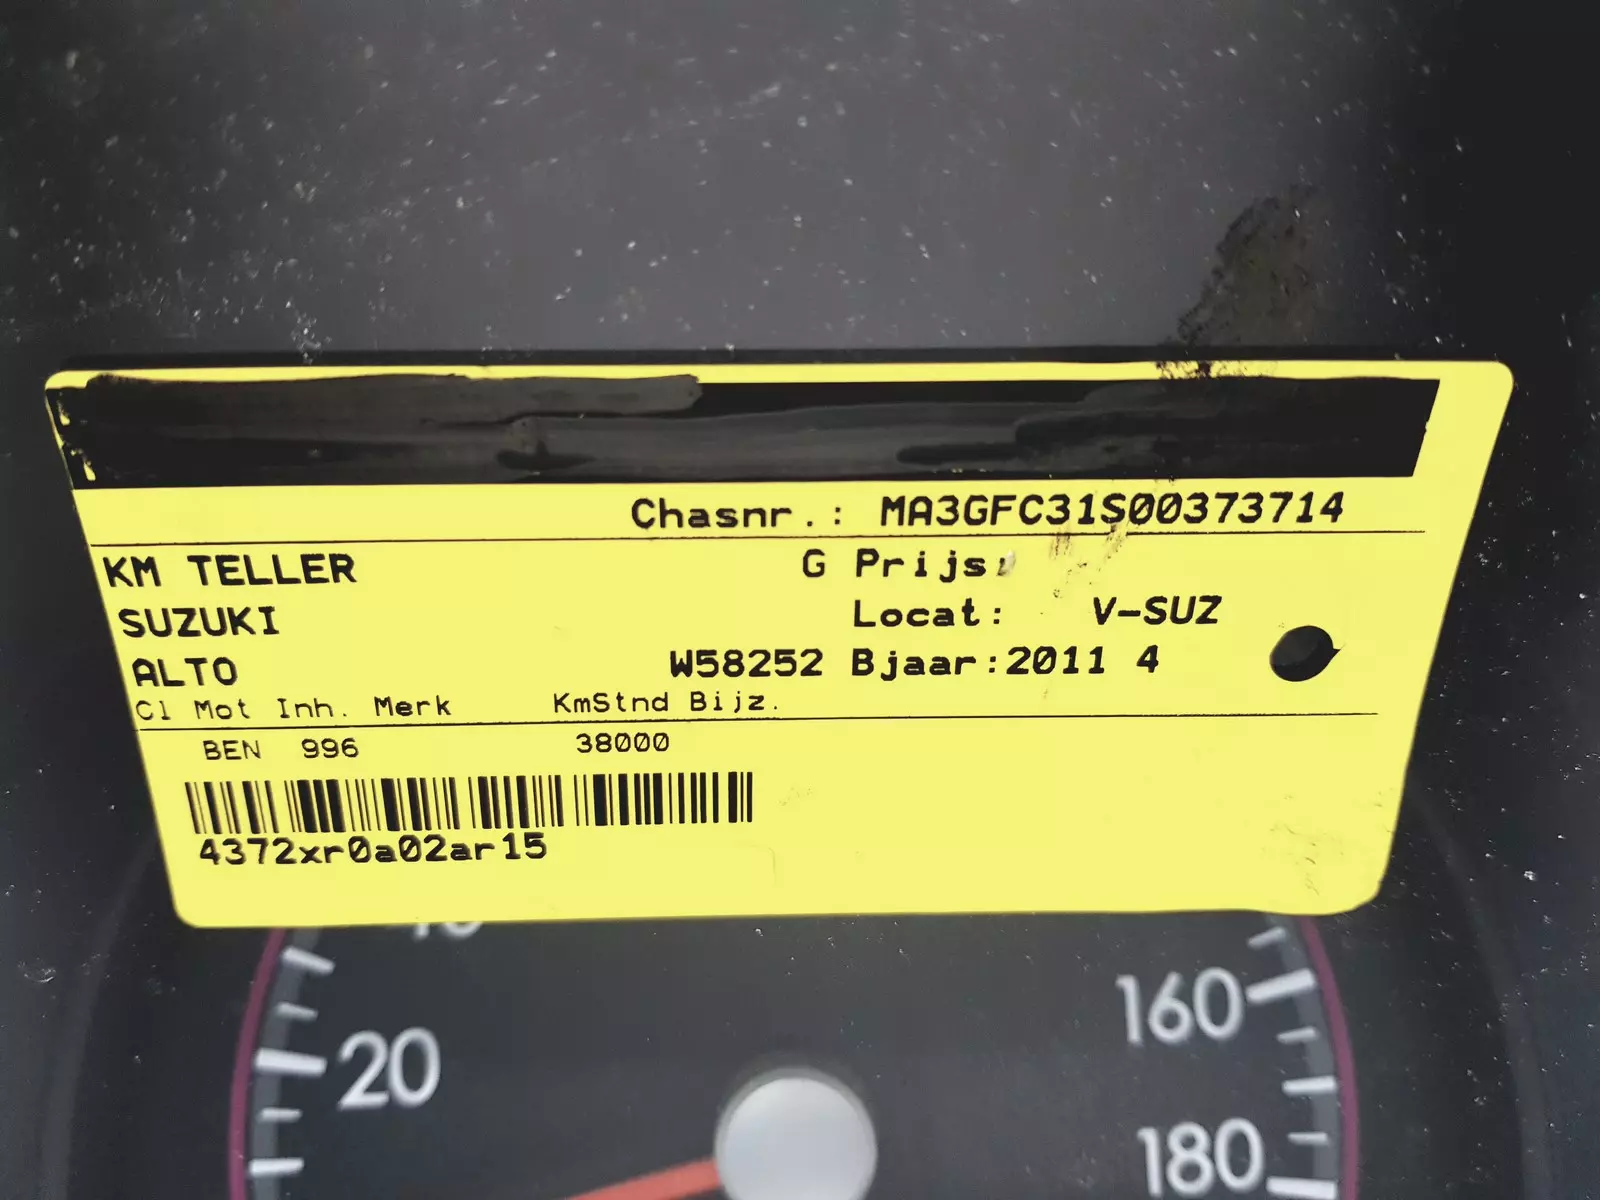 Chasnr.: MA3GFC31S00373714
KM TELLER G Prijs:
SUZUKI Locat: V-SUZ
ALTO W58252 Bjaar:2011 4
Cl Mot Inh. Merk KmStnd Bijz.
BEN 996 38000
4372xr0a02ar15
20
160
180